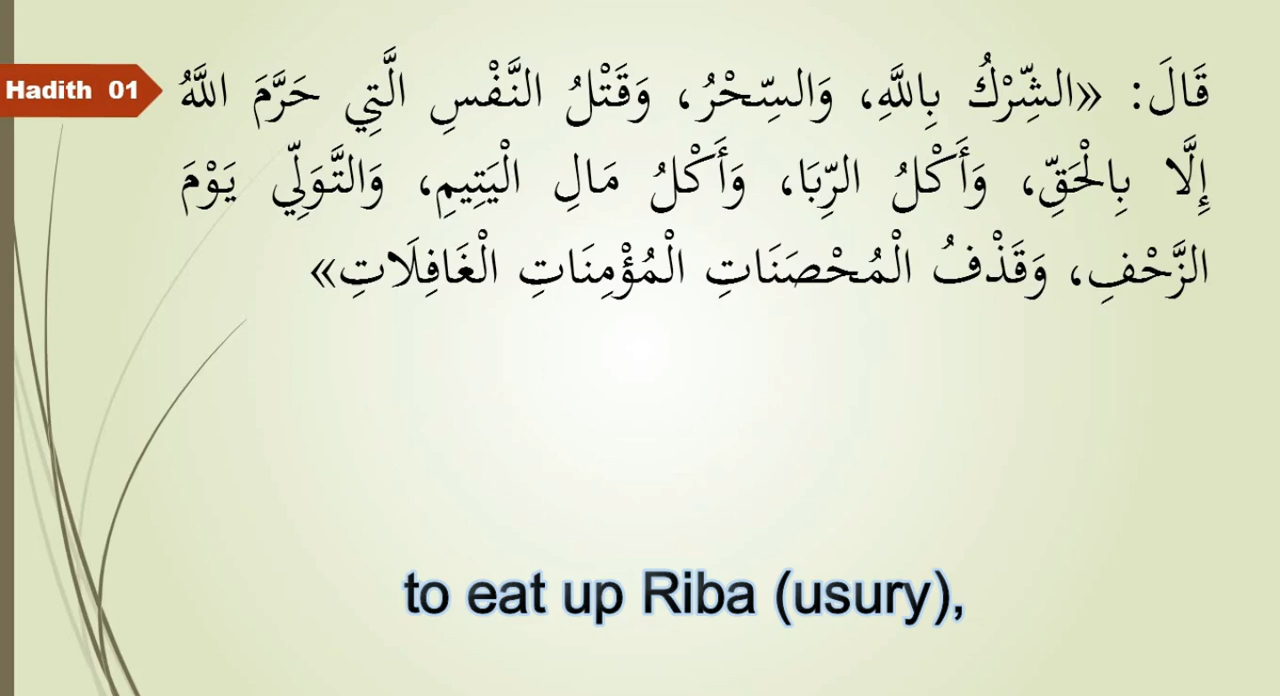 Hadith 01
قَالَ: «الشِّرْكُ بِاللَّهِ، وَالسِّحْرُ، وَقَتْلُ النَّفْسِ الَّتِي حَرَّمَ اللَّهُ
إِلَّا بِالْحَقِّ، وَأَكْلُ الرِّبَا، وَأَكْلُ مَالِ الْيَتِيمِ، وَالتَّوَلِّي يَوْمَ
الزَّحْفِ، وَقَذْفُ الْمُحْصَنَاتِ الْمُؤْمِنَاتِ الْغَافِلَاتِ»
to eat up Riba (usury),